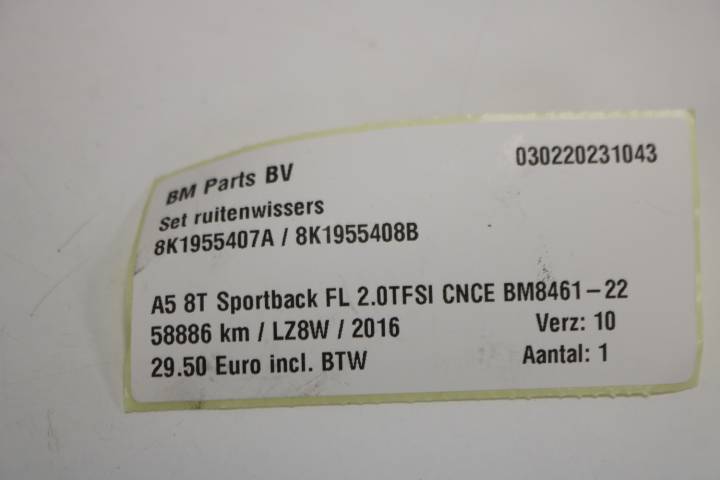 BM Parts BV 030220231043
Set ruitenwissers
8K1955407A / 8K1955408B
A5 8T Sportback FL 2.0TFSI CNCE BM8461-22
58886 km / LZ8W / 2016 Verz: 10
29.50 Euro incl. BTW Aantal: 1